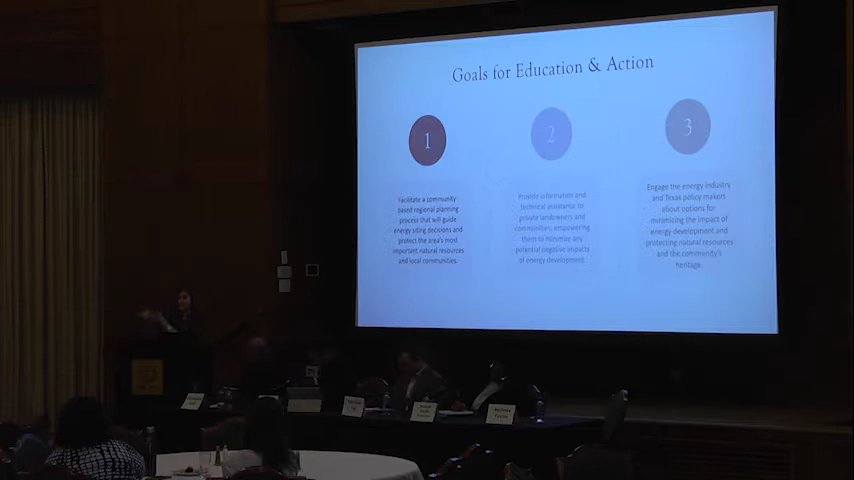 Goals for Education & Action
1
Facilitate a community-
based regional planning
process that will guide
energy siting decisions and
protect the area's most
important natural resources
and local communities.
2
Provide information and
technical assistance to
private landowners and
communities, empowering
them to minimize any
potential negative impacts
of energy development.
3
Engage the energy industry
and Texas policy makers
about options for
minimizing the impact of
energy development and
protecting natural resources
and the community's
heritage.